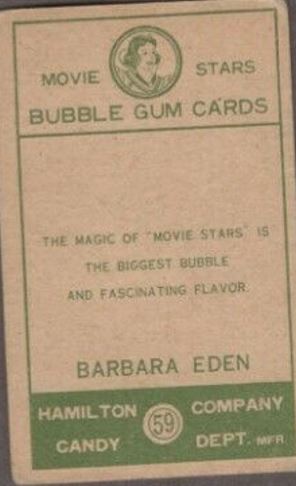 MOVIE STARS
BUBBLE GUM CARDS
THE MAGIC OF "MOVIE STARS" IS
THE BIGGEST BUBBLE
AND FASCINATING FLAVOR.
BARBARA EDEN
HAMILTON 59 COMPANY
CANDY DEPT. MFR